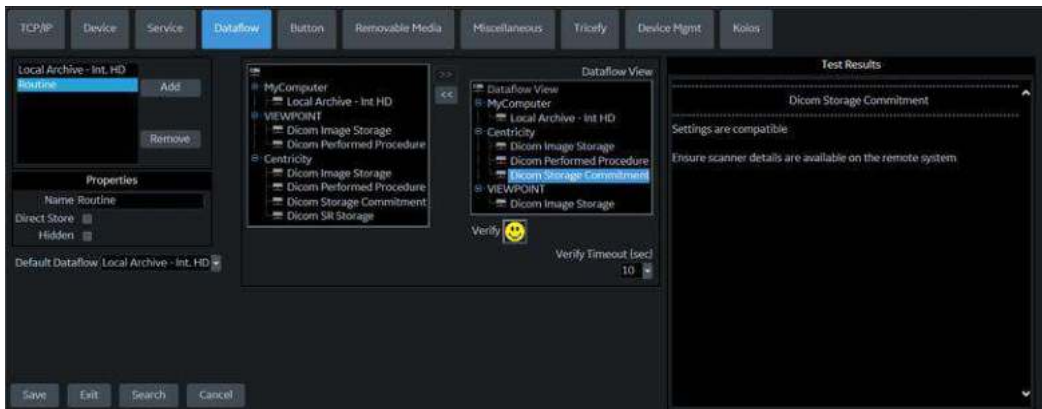 TCP/IP Device Service Dataflow Button Removable Media Miscellaneous Tricefy Device Mgmt Koios
Local Archive - Int. HD
Routine
Add
Remove
Properties
Name Routine
Direct Store
Hidden
Default Dataflow Local Archive - Int. HD
MyComputer
Local Archive - Int HD
VIEWPOINT
Dicom Image Storage
Dicom Performed Procedure
Centricity
Dicom Image Storage
Dicom Performed Procedure
Dicom Storage Commitment
Dicom SR Storage
>>
<<
Dataflow View
Dataflow View
MyComputer
Local Archive - Int HD
Centricity
Dicom Image Storage
Dicom Performed Procedure
Dicom Storage Commitment
VIEWPOINT
Dicom Image Storage
Verify
Verify Timeout (sec)
10
Test Results
Dicom Storage Commitment
Settings are compatible
Ensure scanner details are available on the remote system
Save Exit Search Cancel